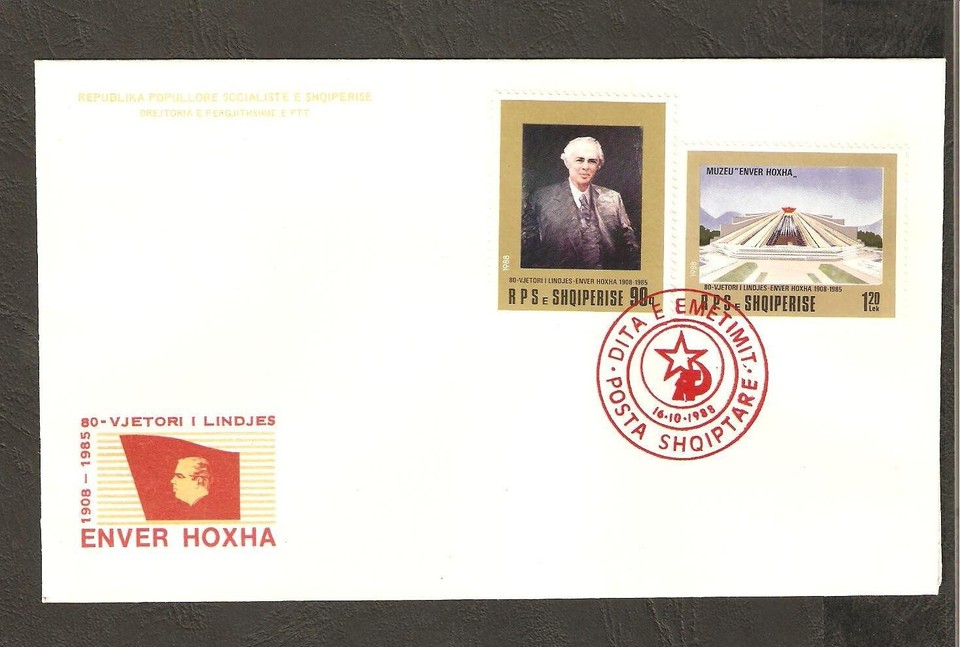 REPUBLIKA POPULLORE SOCIALISTE E SHQIPERISE
DREJTORIA E PERGJITHSHME E PTT
1988
80-VJETORI I LINDJES-ENVER HOXHA 1908-1985
R P S E SHQIPERISE 90q
MUZEU "ENVER HOXHA"
1988
80-VJETORI I LINDJES-ENVER HOXHA 1908-1985
R P S E SHQIPERISE 120 Lek
· DITA E EMETIMIT ·
16·10·1988
POSTA SHQIPTARE
80-VJETORI I LINDJES
1908 - 1985
ENVER HOXHA